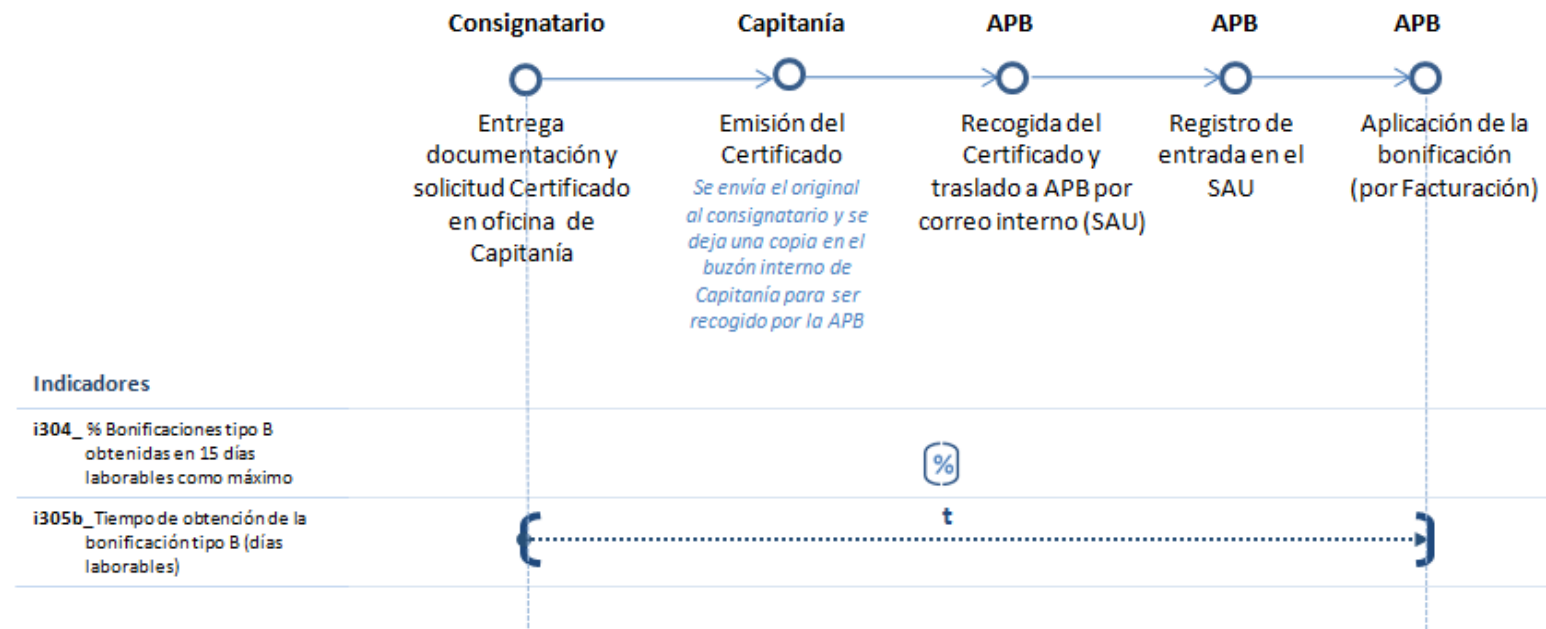 Consignatario
Capitanía
APB
APB
APB
Entrega
documentación y
solicitud Certificado
en oficina de
Capitanía
Emisión del
Certificado
Se envía el original
al consignatario y se
deja una copia en el
buzón interno de
Capitanía para ser
recogido por la APB
Recogida del
Certificado y
traslado a APB por
correo interno (SAU)
Registro de
entrada en el
SAU
Aplicación de la
bonificación
(por Facturación)
Indicadores
i304_ % Bonificaciones tipo B
obtenidas en 15 días
laborables como máximo
%
i305b_Tiempo de obtención de la
bonificación tipo B (días
laborables)
t